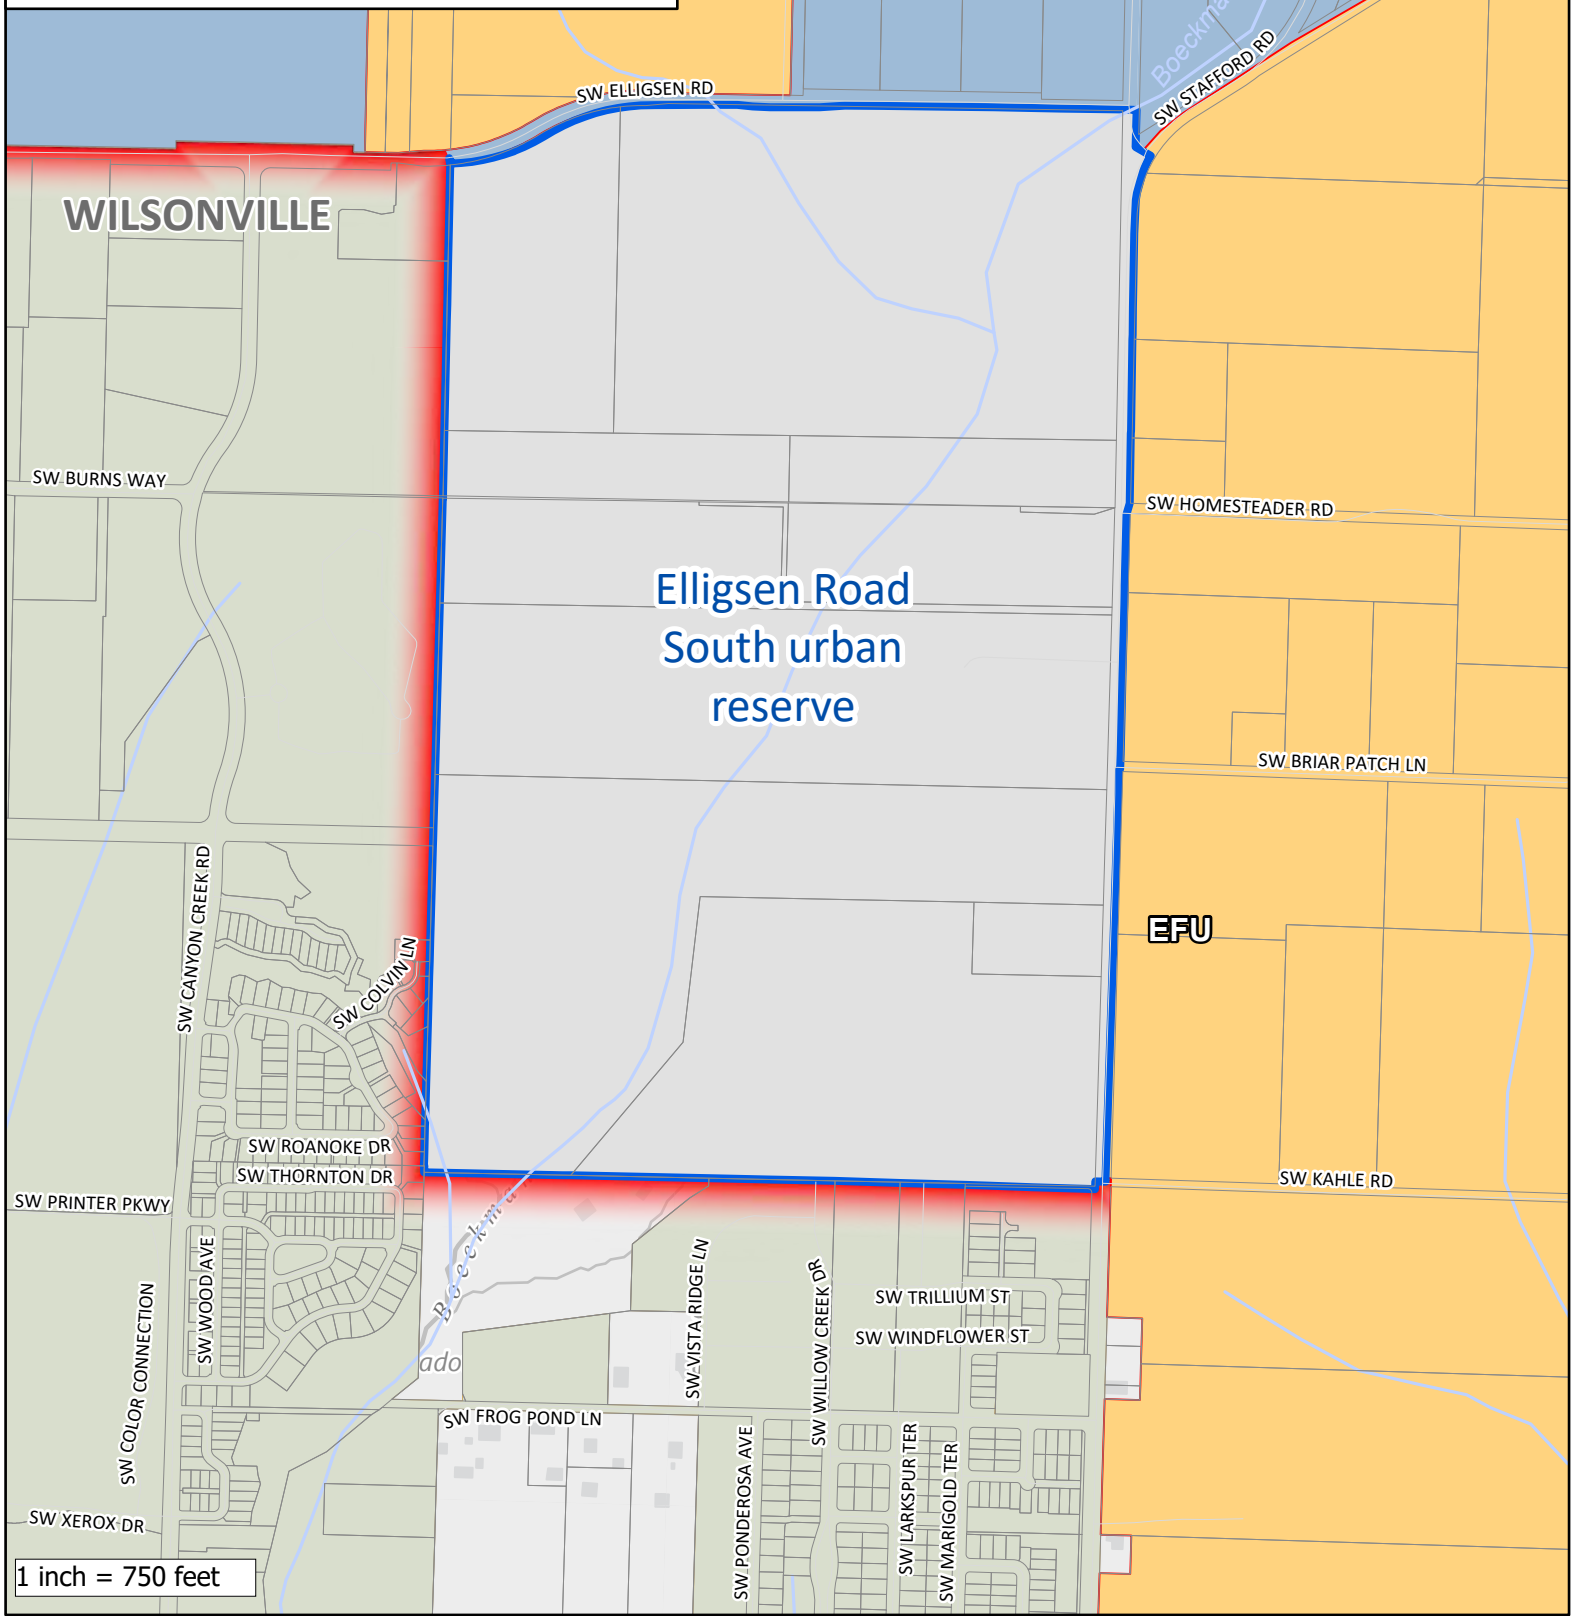 Boeckma
SW STAFFORD RD
SW ELLIGSEN RD
WILSONVILLE
SW BURNS WAY
SW HOMESTEADER RD
Elligsen Road
South urban
reserve
SW BRIAR PATCH LN
SW CANYON CREEK RD
EFU
SW COLVIN LN
SW ROANOKE DR
SW THORNTON DR
SW KAHLE RD
SW PRINTER PKWY
Boeckma
SW WOOD AVE
SW VISTA RIDGE LN
SW WILLOW CREEK DR
SW TRILLIUM ST
SW WINDFLOWER ST
SW COLOR CONNECTION
ado
SW FROG POND LN
SW PONDEROSA AVE
SW LARKSPUR TER
SW MARIGOLD TER
SW XEROX DR
1 inch = 750 feet